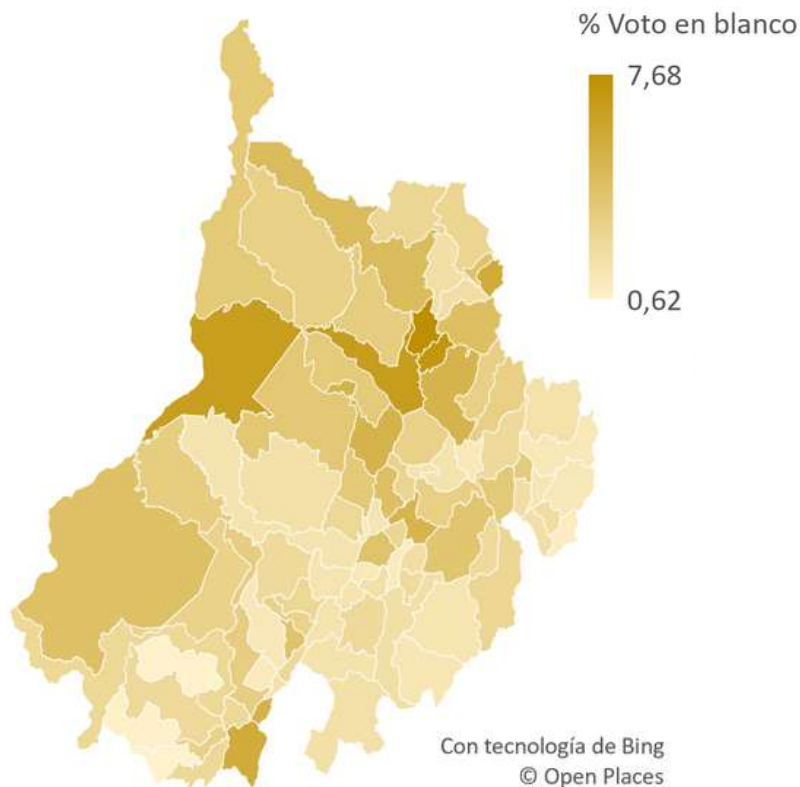 % Voto en blanco
7,68
0,62
Con tecnología de Bing
© Open Places